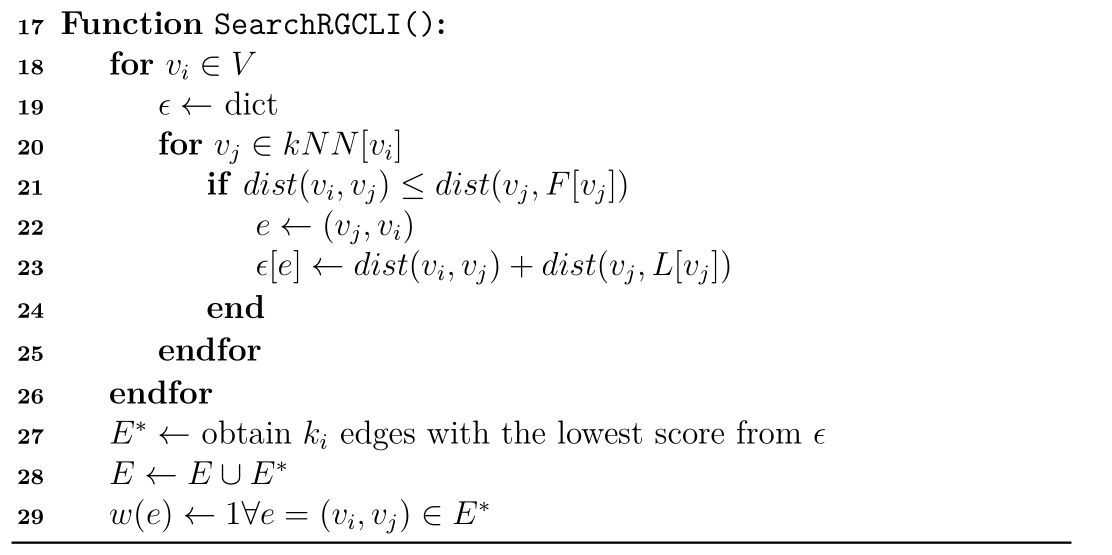 17 Function SearchRGCLI():
18 for v_i ∈ V
19 ϵ ← dict
20 for v_j ∈ kNN[v_i]
21 if dist(v_i, v_j) ≤ dist(v_j, F[v_j])
22 e ← (v_j, v_i)
23 ϵ[e] ← dist(v_i, v_j) + dist(v_j, L[v_j])
24 end
25 endfor
26 endfor
27 E* ← obtain k_i edges with the lowest score from ϵ
28 E ← E ∪ E*
29 w(e) ← 1∀e = (v_i, v_j) ∈ E*